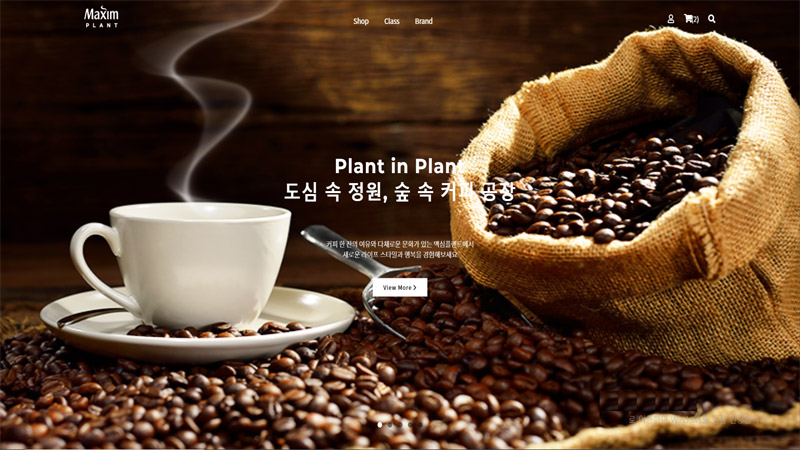 Maxim
PLANT
Shop Class Brand
(2)
Plant in Plant
도심 속 정원, 숲 속 커피 공장
커피 한 잔의 여유와 다채로운 문화가 있는 맥심플랜트에서
새로운 라이프 스타일과 행복을 경험해보세요
View More